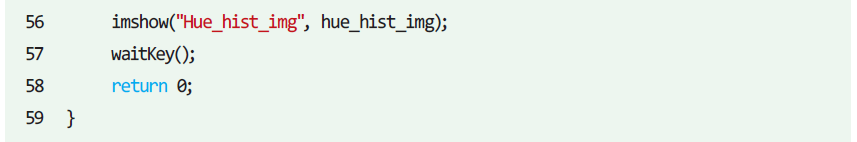 56 imshow("Hue_hist_img", hue_hist_img);
57 waitKey();
58 return 0;
59 }